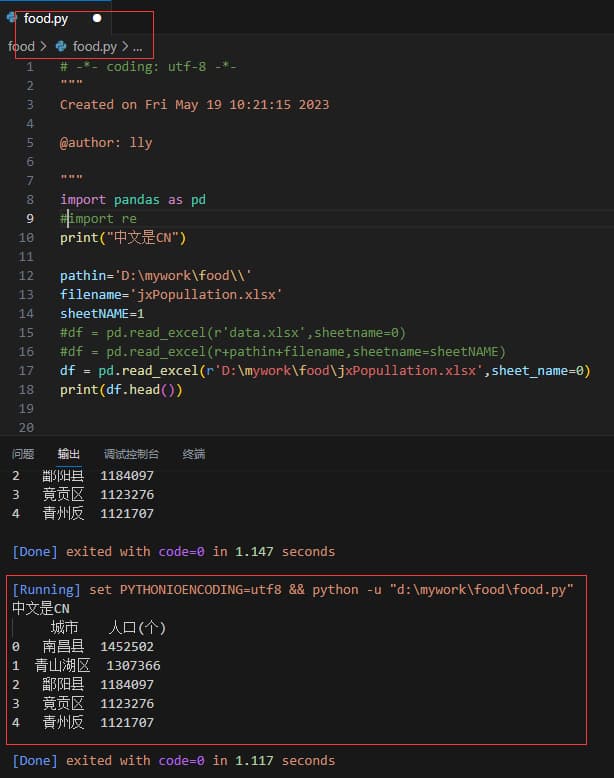 food.py
food > food.py > ...
1 # -*- coding: utf-8 -*-
2 """
3 Created on Fri May 19 10:21:15 2023
4
5 @author: lly
6
7 """
8 import pandas as pd
9 #import re
10 print("中文是CN")
11
12 pathin='D:\mywork\food\\'
13 filename='jxPopullation.xlsx'
14 sheetNAME=1
15 #df = pd.read_excel(r'data.xlsx',sheetname=0)
16 #df = pd.read_excel(r+pathin+filename,sheetname=sheetNAME)
17 df = pd.read_excel(r'D:\mywork\food\jxPopullation.xlsx',sheet_name=0)
18 print(df.head())
19
20
问题 输出 调试控制台 终端
2 鄱阳县 1184097
3 竟贡区 1123276
4 青州反 1121707
[Done] exited with code=0 in 1.147 seconds
[Running] set PYTHONIOENCODING=utf8 && python -u "d:\mywork\food\food.py"
中文是CN
城市 人口(个)
0 南昌县 1452502
1 青山湖区 1307366
2 鄱阳县 1184097
3 竟贡区 1123276
4 青州反 1121707
[Done] exited with code=0 in 1.117 seconds